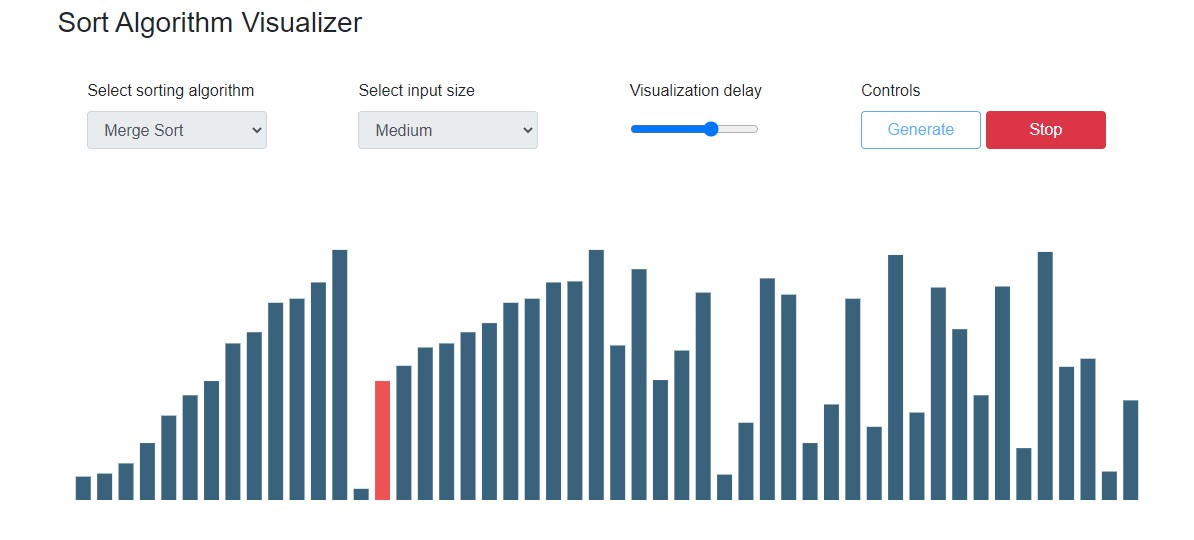 Sort Algorithm Visualizer
Select sorting algorithm
Select input size
Visualization delay
Controls
Merge Sort
Medium
Generate
Stop